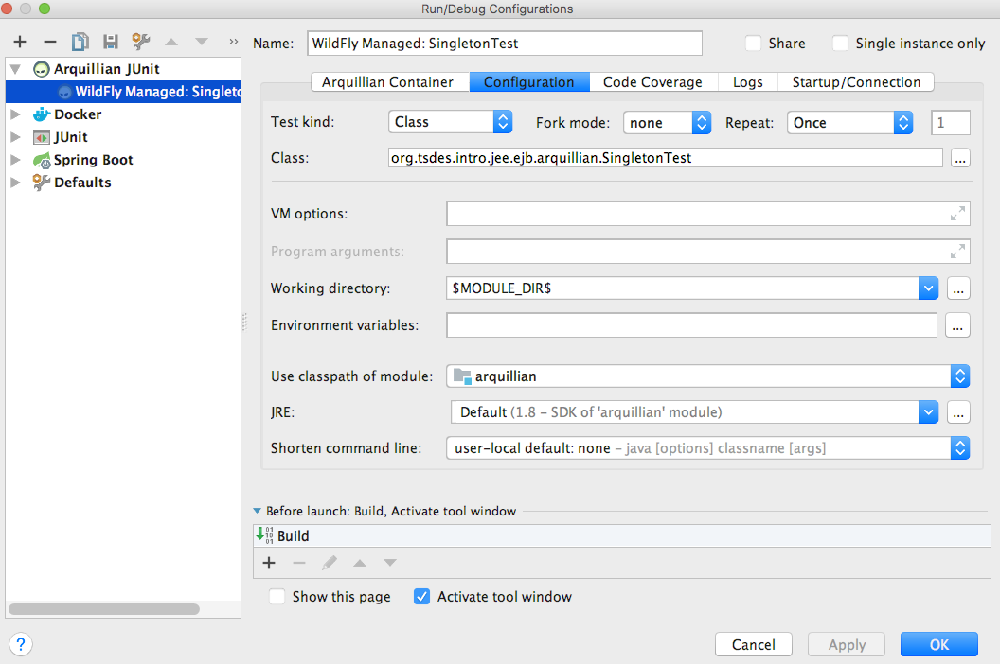 Run/Debug Configurations
Name: WildFly Managed: SingletonTest Share Single instance only
Arquillian JUnit
WildFly Managed: Singleto
Docker
JUnit
Spring Boot
Defaults
Arquillian Container Configuration Code Coverage Logs Startup/Connection
Test kind: Class Fork mode: none Repeat: Once 1
Class: org.tsdes.intro.jee.ejb.arquillian.SingletonTest ...
VM options:
Program arguments:
Working directory: $MODULE_DIR$ ...
Environment variables: ...
Use classpath of module: arquillian
JRE: Default (1.8 – SDK of 'arquillian' module) ...
Shorten command line: user-local default: none – java [options] classname [args]
Before launch: Build, Activate tool window
Build
Show this page Activate tool window
? Cancel Apply OK